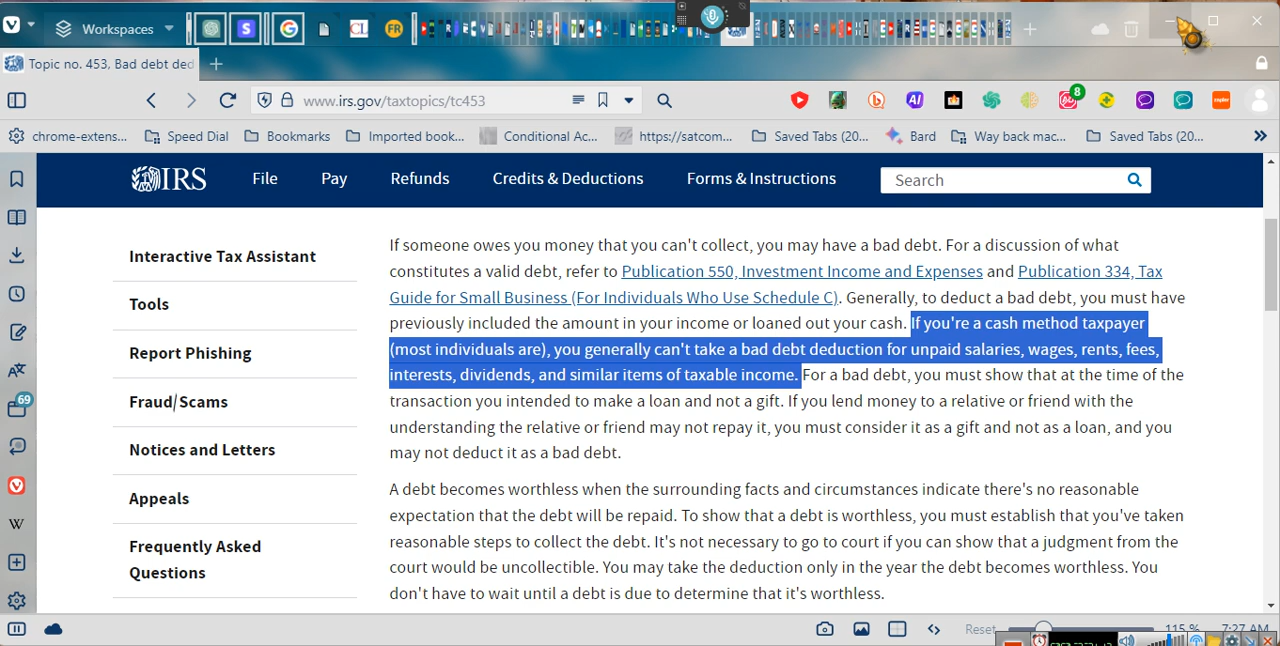 Workspaces
Topic no. 453, Bad debt ded
www.irs.gov/taxtopics/tc453
8
chrome-extens...
Speed Dial
Bookmarks
Imported book...
Conditional Ac...
https://satcom...
Saved Tabs (20...
Bard
Way back mac...
Saved Tabs (20...
IRS
File
Pay
Refunds
Credits & Deductions
Forms & Instructions
Search
Interactive Tax Assistant
Tools
Report Phishing
Fraud/Scams
Notices and Letters
Appeals
Frequently Asked
Questions
69
If someone owes you money that you can't collect, you may have a bad debt. For a discussion of what
constitutes a valid debt, refer to Publication 550, Investment Income and Expenses and Publication 334, Tax
Guide for Small Business (For Individuals Who Use Schedule C). Generally, to deduct a bad debt, you must have
previously included the amount in your income or loaned out your cash. If you're a cash method taxpayer
(most individuals are), you generally can't take a bad debt deduction for unpaid salaries, wages, rents, fees,
interests, dividends, and similar items of taxable income. For a bad debt, you must show that at the time of the
transaction you intended to make a loan and not a gift. If you lend money to a relative or friend with the
understanding the relative or friend may not repay it, you must consider it as a gift and not as a loan, and you
may not deduct it as a bad debt.
A debt becomes worthless when the surrounding facts and circumstances indicate there's no reasonable
expectation that the debt will be repaid. To show that a debt is worthless, you must establish that you've taken
reasonable steps to collect the debt. It's not necessary to go to court if you can show that a judgment from the
court would be uncollectible. You may take the deduction only in the year the debt becomes worthless. You
don't have to wait until a debt is due to determine that it's worthless.
Reset
115 %
7:27 AM